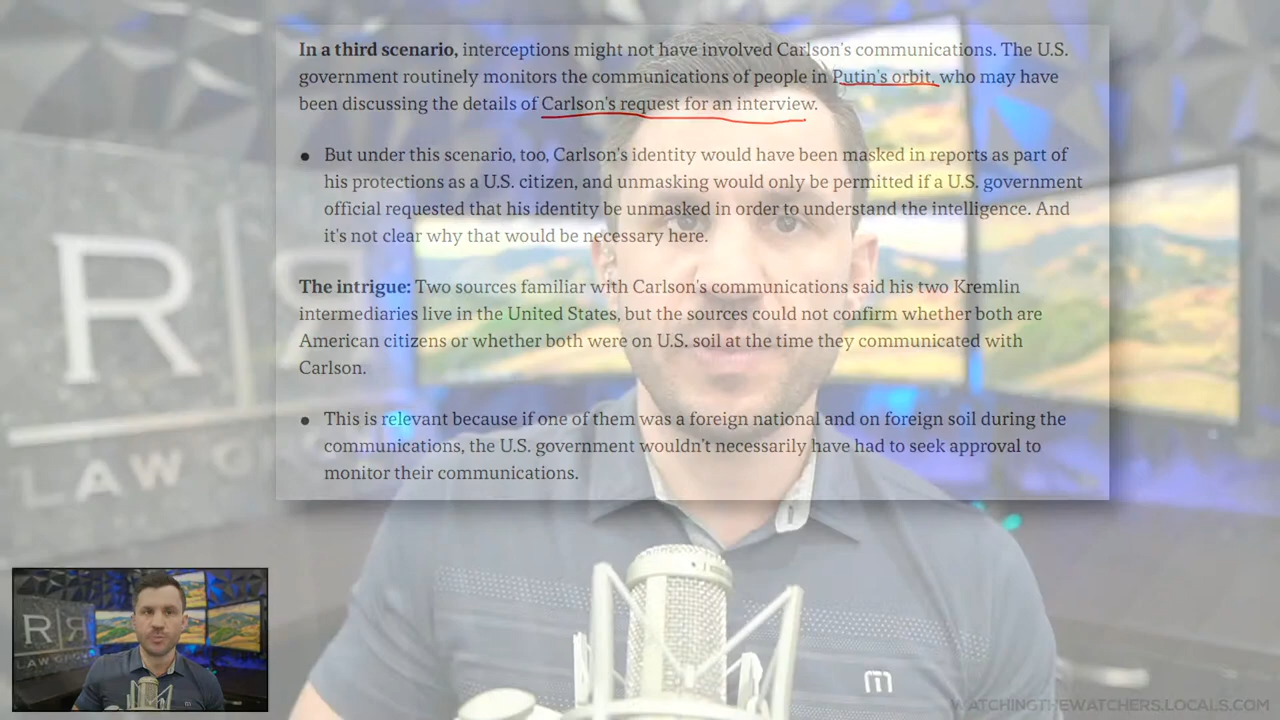 In a third scenario, interceptions might not have involved Carlson's communications. The U.S.
government routinely monitors the communications of people in Putin's orbit, who may have
been discussing the details of Carlson's request for an interview.
• But under this scenario, too, Carlson's identity would have been masked in reports as part of
his protections as a U.S. citizen, and unmasking would only be permitted if a U.S. government
official requested that his identity be unmasked in order to understand the intelligence. And
it's not clear why that would be necessary here.
The intrigue: Two sources familiar with Carlson's communications said his two Kremlin
intermediaries live in the United States, but the sources could not confirm whether both are
American citizens or whether both were on U.S. soil at the time they communicated with
Carlson.
• This is relevant because if one of them was a foreign national and on foreign soil during the
communications, the U.S. government wouldn't necessarily have had to seek approval to
monitor their communications.
R
LAW
R|R
LAW GRO
WATCHINGTHEWATCHERS.LOCALS.COM